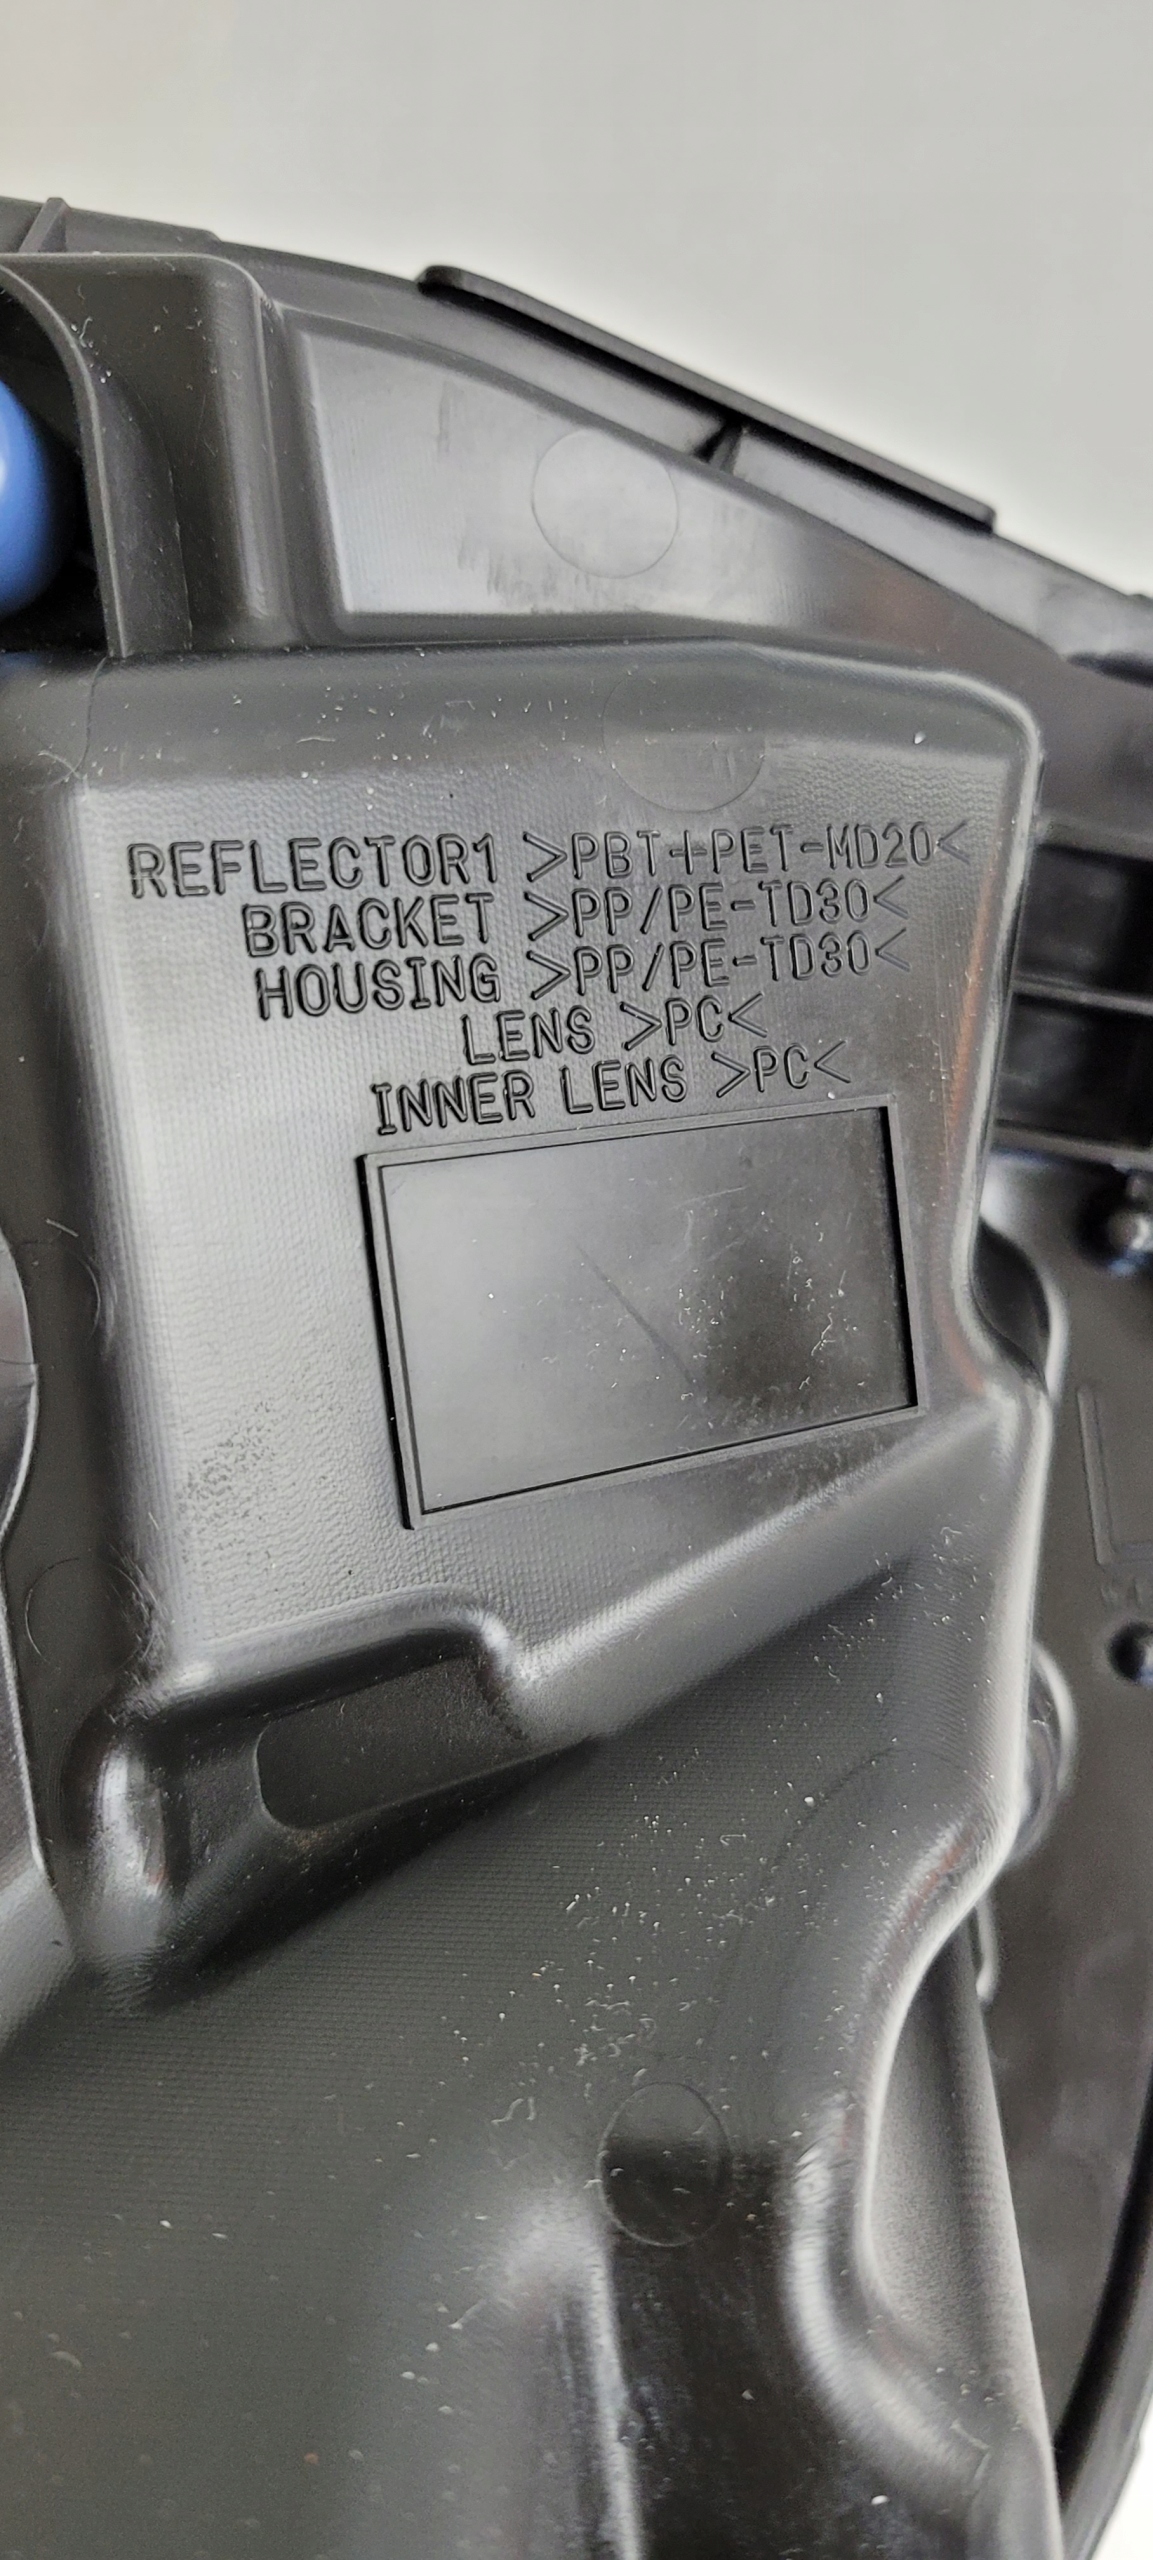 REFLECTOR1 >PBT+PET-MD20<
BRACKET >PP/PE-TD30<
HOUSING >PP/PE-TD30<
LENS >PC<
INNER LENS >PC<